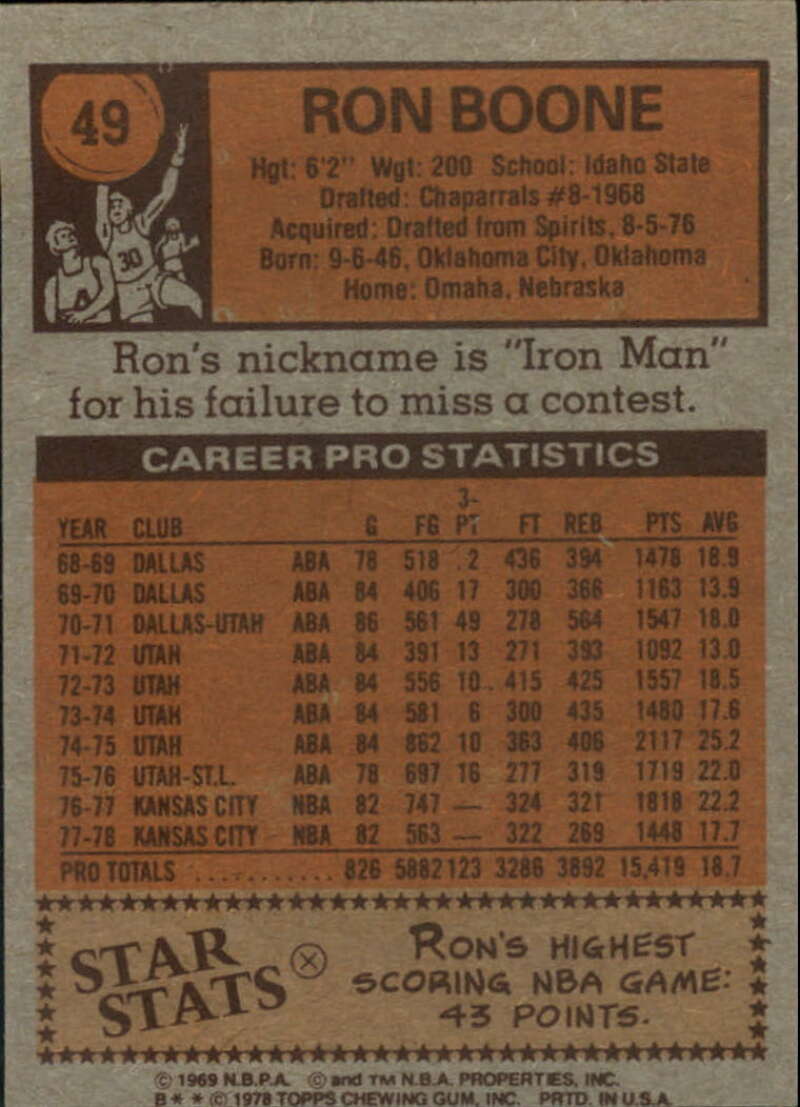 49
30
RON BOONE
Hgt: 6'2" Wgt: 200 School: Idaho State
Drafted: Chaparrals #8-1968
Acquired: Drafted from Spirits, 8-5-76
Born: 9-6-46, Oklahoma City, Oklahoma
Home: Omaha, Nebraska
Ron's nickname is "Iron Man"
for his failure to miss a contest.
CAREER PRO STATISTICS
YEAR CLUB G FG 3-PT FT REB PTS AVG
68-69 DALLAS ABA 78 518 2 436 394 1478 18.9
69-70 DALLAS ABA 84 406 17 300 366 1163 13.9
70-71 DALLAS-UTAH ABA 86 561 49 278 564 1547 18.0
71-72 UTAH ABA 84 391 13 271 393 1092 13.0
72-73 UTAH ABA 84 556 10 415 425 1557 18.5
73-74 UTAH ABA 84 581 6 300 435 1480 17.6
74-75 UTAH ABA 84 862 10 363 406 2117 25.2
75-76 UTAH-ST.L. ABA 78 697 16 277 319 1719 22.0
76-77 KANSAS CITY NBA 82 747 — 324 321 1818 22.2
77-78 KANSAS CITY NBA 82 563 — 322 269 1448 17.7
PRO TOTALS ............ 826 5882 123 3286 3892 15,419 18.7
STAR
STATS
RON'S HIGHEST
SCORING NBA GAME:
43 POINTS.
© 1969 N.B.P.A. © and TM N.B.A. PROPERTIES, INC.
B* * © 1978 TOPPS CHEWING GUM, INC. PRTD. IN U.S.A.